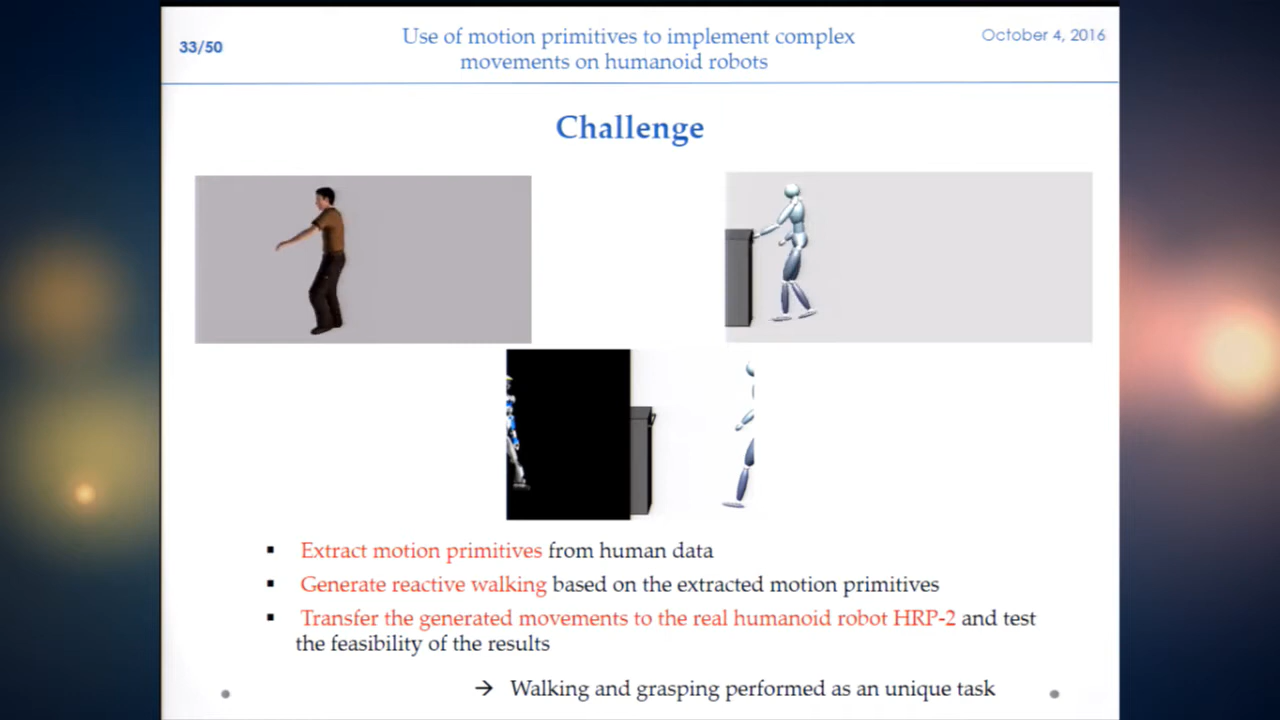 33/50
Use of motion primitives to implement complex
movements on humanoid robots
October 4, 2016
Challenge
▪ Extract motion primitives from human data
▪ Generate reactive walking based on the extracted motion primitives
▪ Transfer the generated movements to the real humanoid robot HRP-2 and test
the feasibility of the results
→ Walking and grasping performed as an unique task